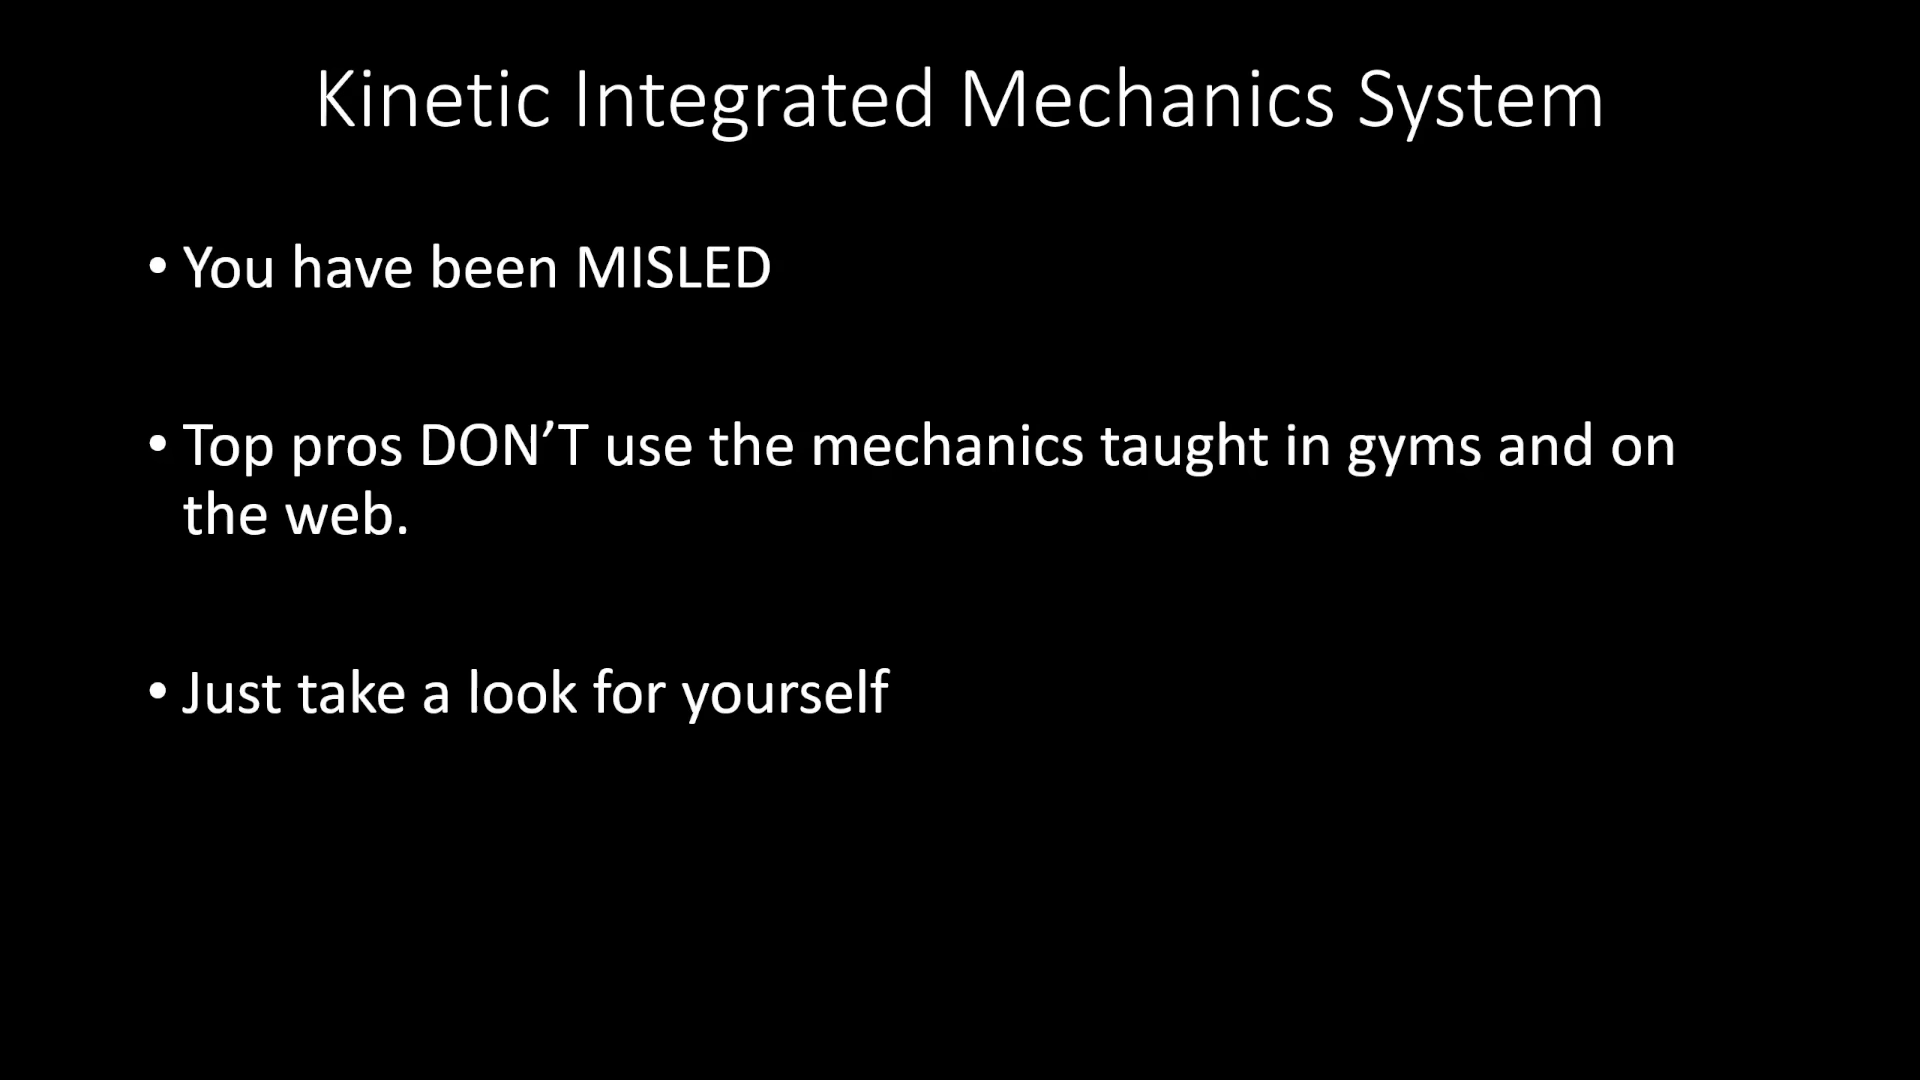 Kinetic Integrated Mechanics System
• You have been MISLED
• Top pros DON’T use the mechanics taught in gyms and on
the web.
• Just take a look for yourself